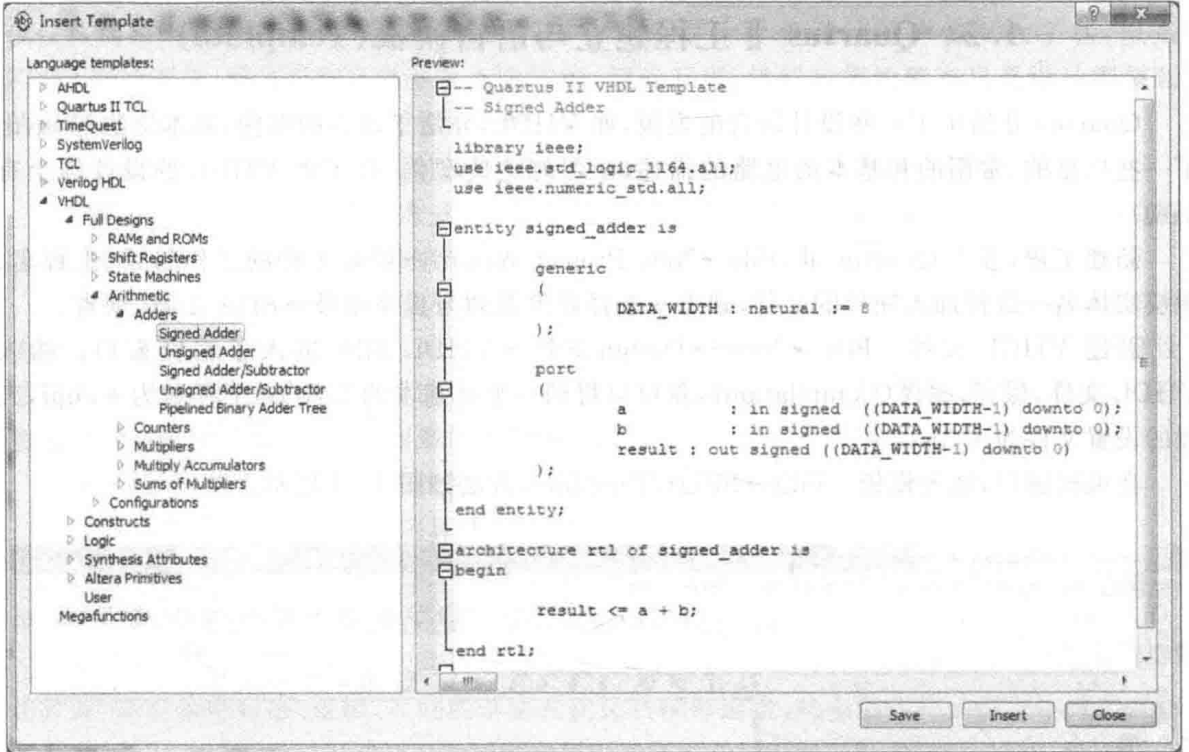 Insert Template
Language templates:
AHDL
Quartus II TCL
TimeQuest
SystemVerilog
TCL
Verilog HDL
VHDL
Full Designs
RAMs and ROMs
Shift Registers
State Machines
Arithmetic
Adders
Signed Adder
Unsigned Adder
Signed Adder/Subtractor
Unsigned Adder/Subtractor
Pipelined Binary Adder Tree
Counters
Multipliers
Multiply Accumulators
Sums of Multipliers
Configurations
Constructs
Logic
Synthesis Attributes
Altera Primitives
User
Megafunctions
Preview:
-- Quartus II VHDL Template
-- Signed Adder
library ieee;
use ieee.std_logic_1164.all;
use ieee.numeric_std.all;
entity signed_adder is
generic
(
DATA_WIDTH : natural := 8
);
port
(
a : in signed ((DATA_WIDTH-1) downto 0);
b : in signed ((DATA_WIDTH-1) downto 0);
result : out signed ((DATA_WIDTH-1) downto 0)
);
end entity;
architecture rtl of signed_adder is
begin
result <= a + b;
end rtl;
Save Insert Close